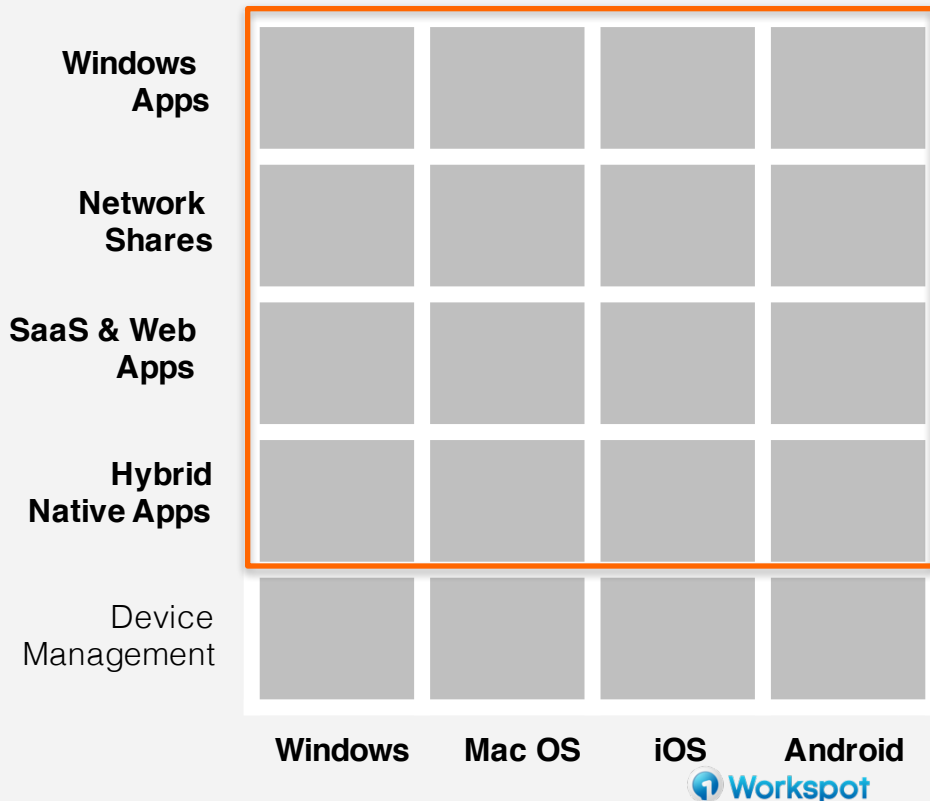 Windows
Apps
Network
Shares
SaaS & Web
Apps
Hybrid
Native Apps
Device
Management
Windows Mac OS iOS Android
Workspot